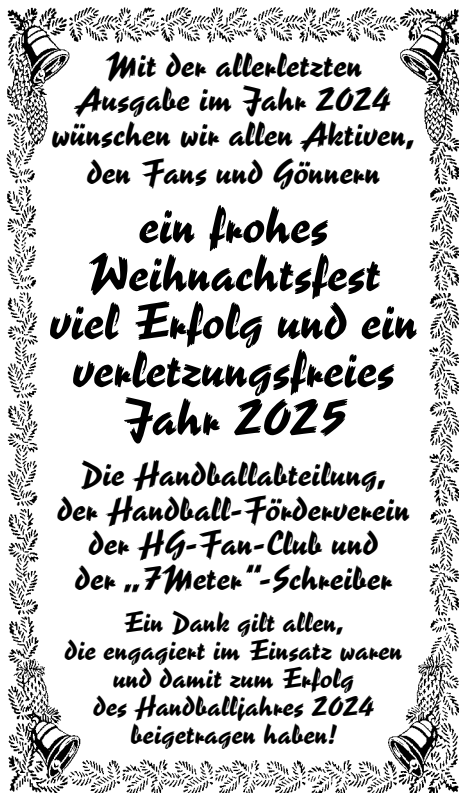 Mit der allerletzten
Ausgabe im Jahr 2024
wünschen wir allen Aktiven,
den Fans und Gönnern
ein frohes
Weihnachtsfest
viel Erfolg und ein
verletzungsfreies
Jahr 2025
Die Handballabteilung,
der Handball-Förderverein
der HG-Fan-Club und
der „7Meter“-Schreiber
Ein Dank gilt allen,
die engagiert im Einsatz waren
und damit zum Erfolg
des Handballjahres 2024
beigetragen haben!